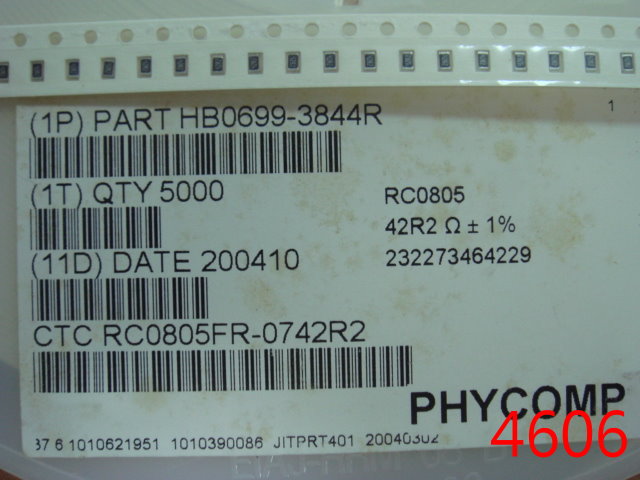 1
(1P) PART HB0699-3844R
(1T) QTY 5000
RC0805
42R2 Ω ± 1%
(11D) DATE 200410
232273464229
CTC RC0805FR-0742R2
PHYCOMP
4606
37 6 1010621951 1010390086 JITPRT401 20040302